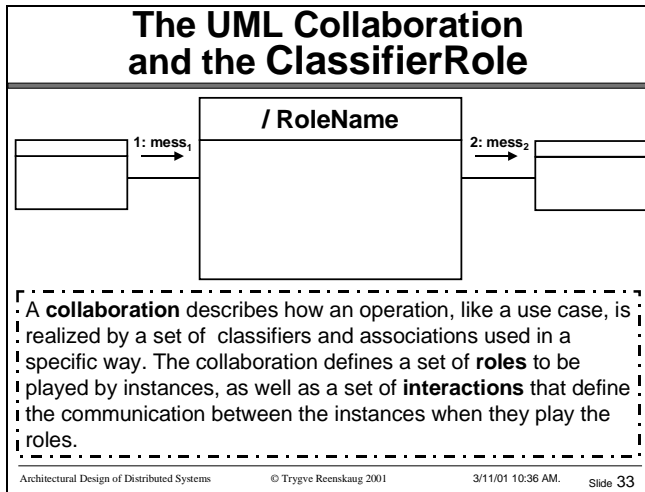 The UML Collaboration
and the ClassifierRole
/ RoleName
1: mess1
2: mess2
A collaboration describes how an operation, like a use case, is
realized by a set of classifiers and associations used in a
specific way. The collaboration defines a set of roles to be
played by instances, as well as a set of interactions that define
the communication between the instances when they play the
roles.
Architectural Design of Distributed Systems © Trygve Reenskaug 2001 3/11/01 10:36 AM. Slide 33